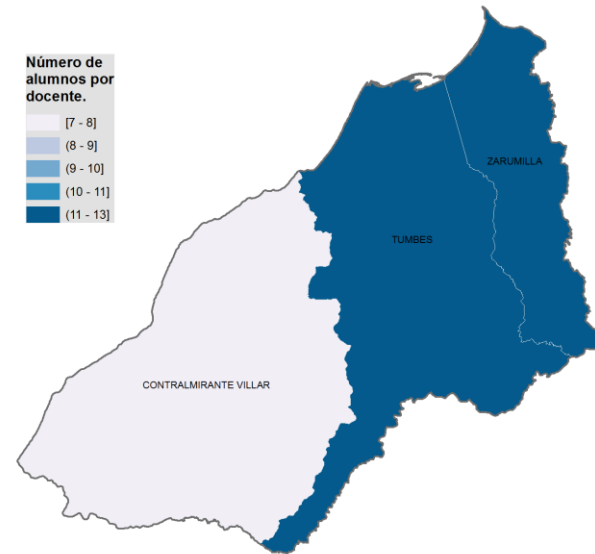 Número de
alumnos por
docente.
[7 - 8]
(8 - 9]
(9 - 10]
(10 - 11]
(11 - 13]
ZARUMILLA
TUMBES
CONTRALMIRANTE VILLAR